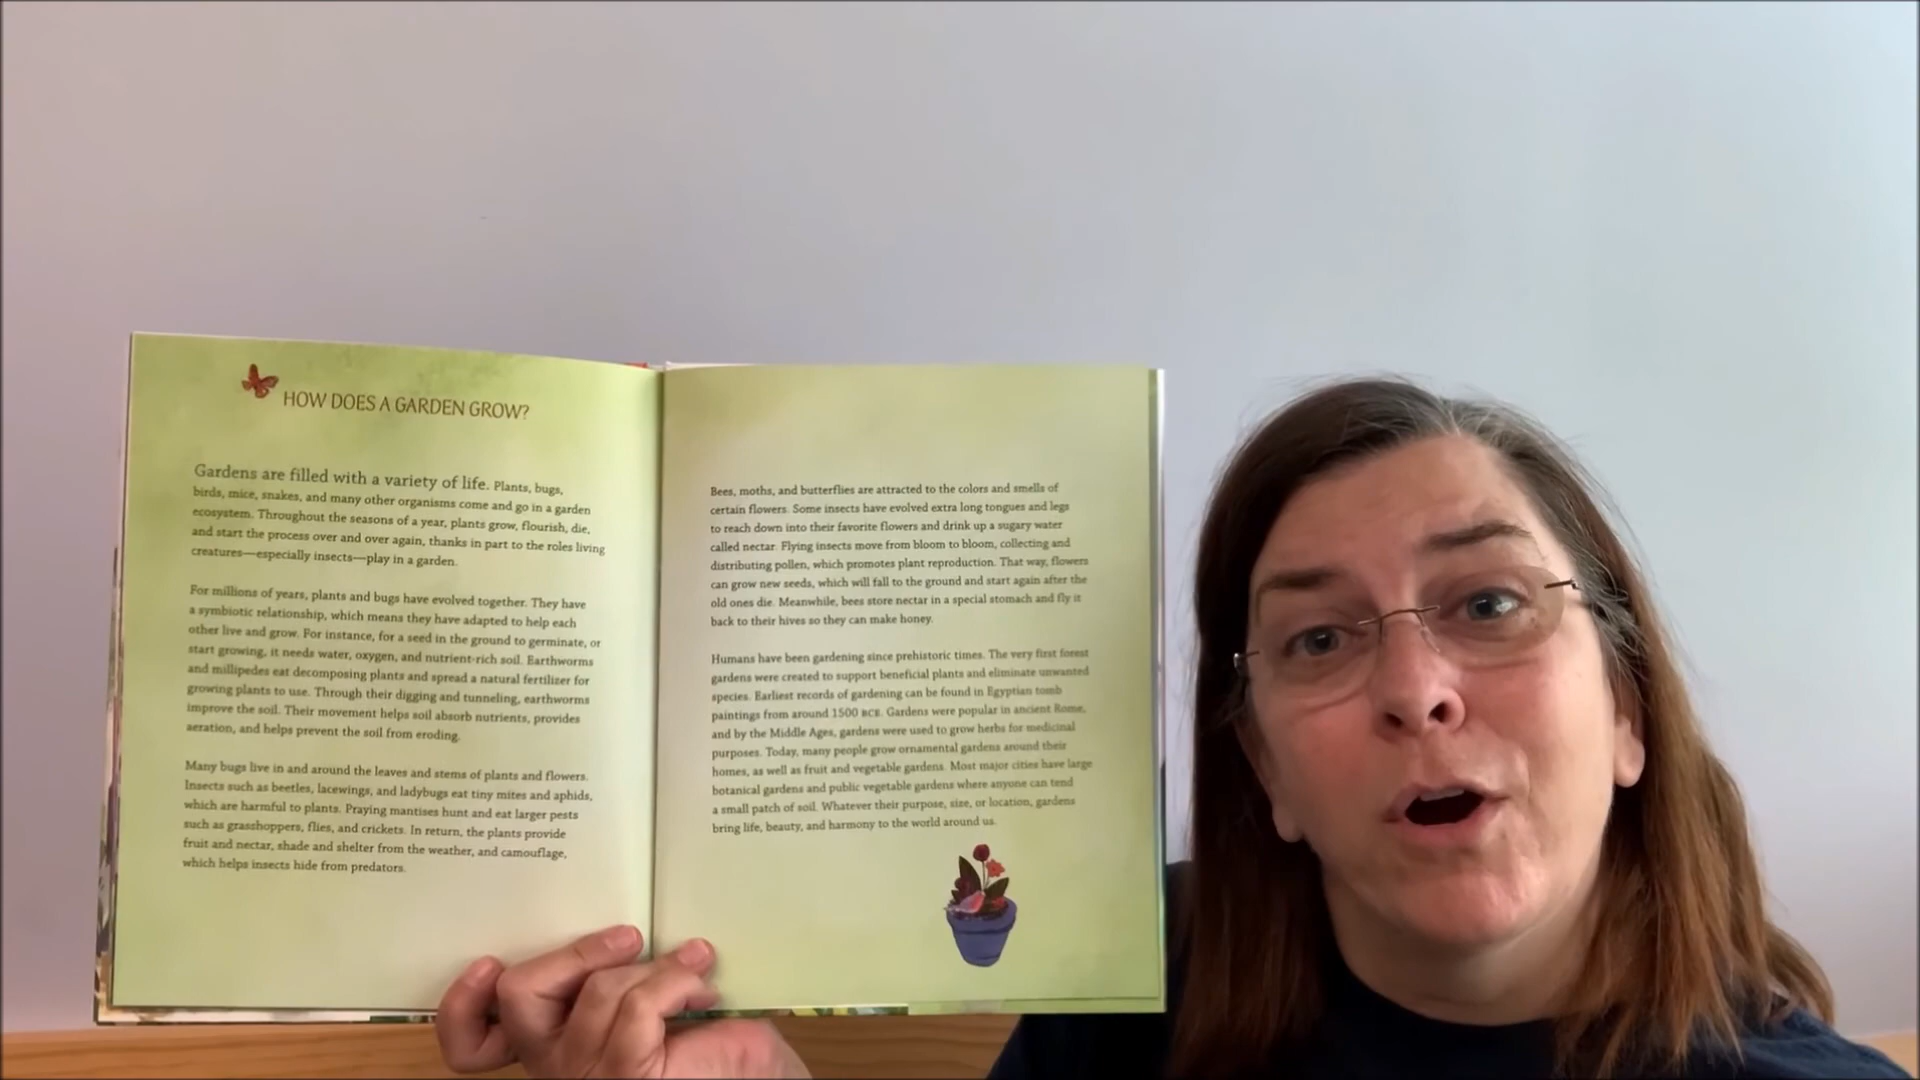 HOW DOES A GARDEN GROW?
Gardens are filled with a variety of life. Plants, bugs,
birds, mice, snakes, and many other organisms come and go in a garden
ecosystem. Throughout the seasons of a year, plants grow, flourish, die,
and start the process over and over again, thanks in part to the roles living
creatures—especially insects—play in a garden.
For millions of years, plants and bugs have evolved together. They have
a symbiotic relationship, which means they have adapted to help each
other live and grow. For instance, for a seed in the ground to germinate, or
start growing, it needs water, oxygen, and nutrient-rich soil. Earthworms
and millipedes eat decomposing plants and spread a natural fertilizer for
growing plants to use. Through their digging and tunneling, earthworms
improve the soil. Their movement helps soil absorb nutrients, provides
aeration, and helps prevent the soil from eroding.
Many bugs live in and around the leaves and stems of plants and flowers.
Insects such as beetles, lacewings, and ladybugs eat tiny mites and aphids,
which are harmful to plants. Praying mantises hunt and eat larger pests
such as grasshoppers, flies, and crickets. In return, the plants provide
fruit and nectar, shade and shelter from the weather, and camouflage,
which helps insects hide from predators.
Bees, moths, and butterflies are attracted to the colors and smells of
certain flowers. Some insects have evolved extra long tongues and legs
to reach down into their favorite flowers and drink up a sugary water
called nectar. Flying insects move from bloom to bloom, collecting and
distributing pollen, which promotes plant reproduction. That way, flowers
can grow new seeds, which will fall to the ground and start again after the
old ones die. Meanwhile, bees store nectar in a special stomach and fly it
back to their hives so they can make honey.
Humans have been gardening since prehistoric times. The very first forest
gardens were created to support beneficial plants and eliminate unwanted
species. Earliest records of gardening can be found in Egyptian tomb
paintings from around 1500 BCE. Gardens were popular in ancient Rome,
and by the Middle Ages, gardens were used to grow herbs for medicinal
purposes. Today, many people grow ornamental gardens around their
homes, as well as fruit and vegetable gardens. Most major cities have large
botanical gardens and public vegetable gardens where anyone can tend
a small patch of soil. Whatever their purpose, size, or location, gardens
bring life, beauty, and harmony to the world around us.